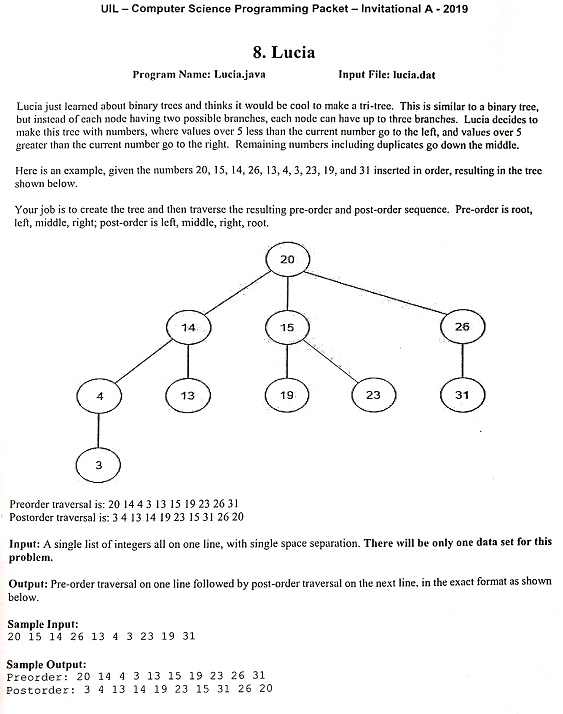 UIL – Computer Science Programming Packet – Invitational A - 2019
8. Lucia
Program Name: Lucia.java Input File: lucia.dat
Lucia just learned about binary trees and thinks it would be cool to make a tri-tree. This is similar to a binary tree,
but instead of each node having two possible branches, each node can have up to three branches. Lucia decides to
make this tree with numbers, where values over 5 less than the current number go to the left, and values over 5
greater than the current number go to the right. Remaining numbers including duplicates go down the middle.
Here is an example, given the numbers 20, 15, 14, 26, 13, 4, 3, 23, 19, and 31 inserted in order, resulting in the tree
shown below.
Your job is to create the tree and then traverse the resulting pre-order and post-order sequence. Pre-order is root,
left, middle, right; post-order is left, middle, right, root.
20
14 15 26
4 13 19 23 31
3
Preorder traversal is: 20 14 4 3 13 15 19 23 26 31
Postorder traversal is: 3 4 13 14 19 23 15 31 26 20
Input: A single list of integers all on one line, with single space separation. There will be only one data set for this
problem.
Output: Pre-order traversal on one line followed by post-order traversal on the next line, in the exact format as shown
below.
Sample Input:
20 15 14 26 13 4 3 23 19 31
Sample Output:
Preorder: 20 14 4 3 13 15 19 23 26 31
Postorder: 3 4 13 14 19 23 15 31 26 20